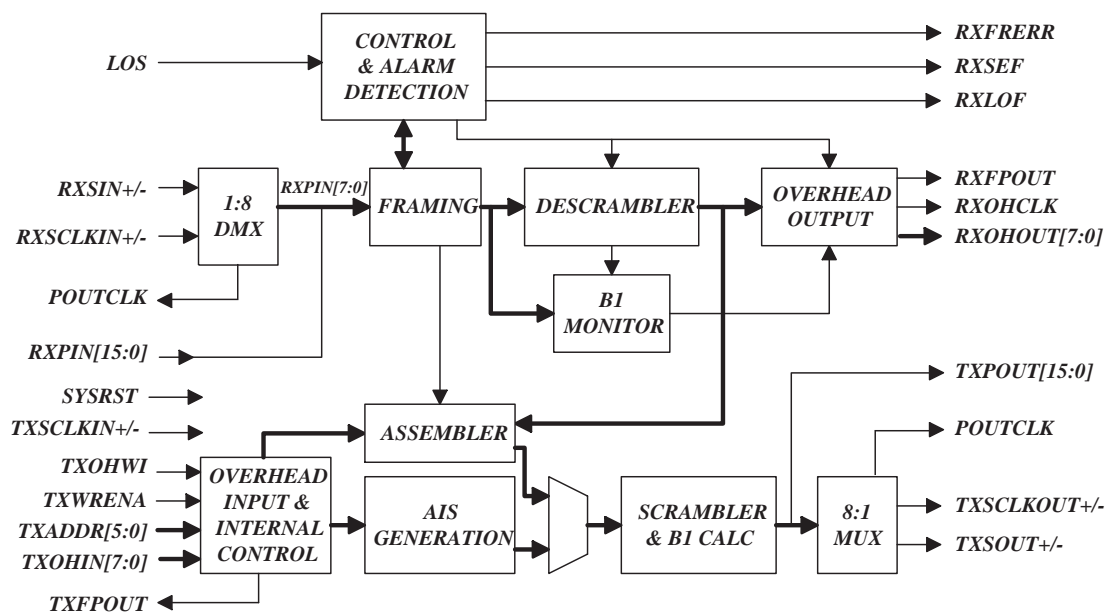 CONTROL
& ALARM
DETECTION
LOS
RXFRERR
RXSEF
RXLOF
RXSIN+/-
RXSCLKIN+/-
1:8
DMX
RXPIN[7:0]
FRAMING
DESCRAMBLER
OVERHEAD
OUTPUT
RXFPOUT
RXOHCLK
RXOHOUT[7:0]
POUTCLK
B1
MONITOR
RXPIN[15:0]
SYSRST
TXSCLKIN+/-
TXPOUT[15:0]
ASSEMBLER
POUTCLK
TXOHWI
TXWRENA
TXADDR[5:0]
TXOHIN[7:0]
OVERHEAD
INPUT &
INTERNAL
CONTROL
AIS
GENERATION
SCRAMBLER
& B1 CALC
8:1
MUX
TXSCLKOUT+/-
TXSOUT+/-
TXFPOUT